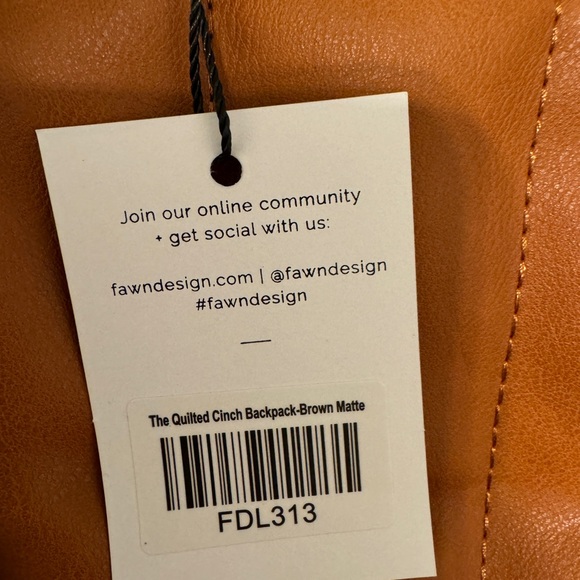 Join our online community
+ get social with us:
fawndesign.com | @fawndesign
#fawndesign
The Quilted Cinch Backpack-Brown Matte
FDL313